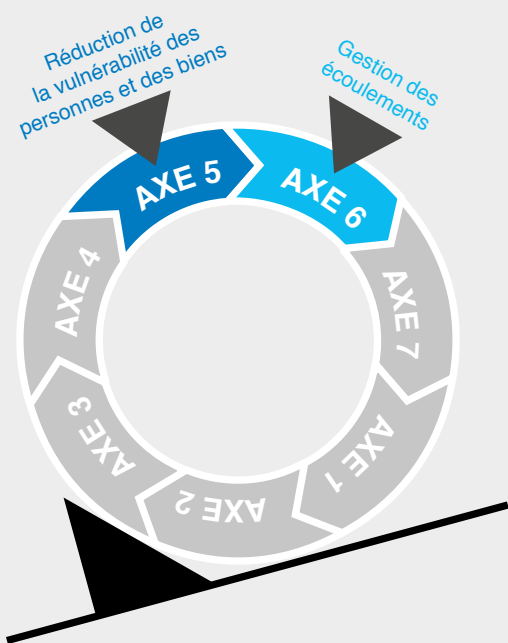 Réduction de
la vulnérabilité des
personnes et des biens
Gestion des
écoulements
AXE 5
AXE 6
AXE 4
AXE 7
AXE 3
AXE 1
AXE 2